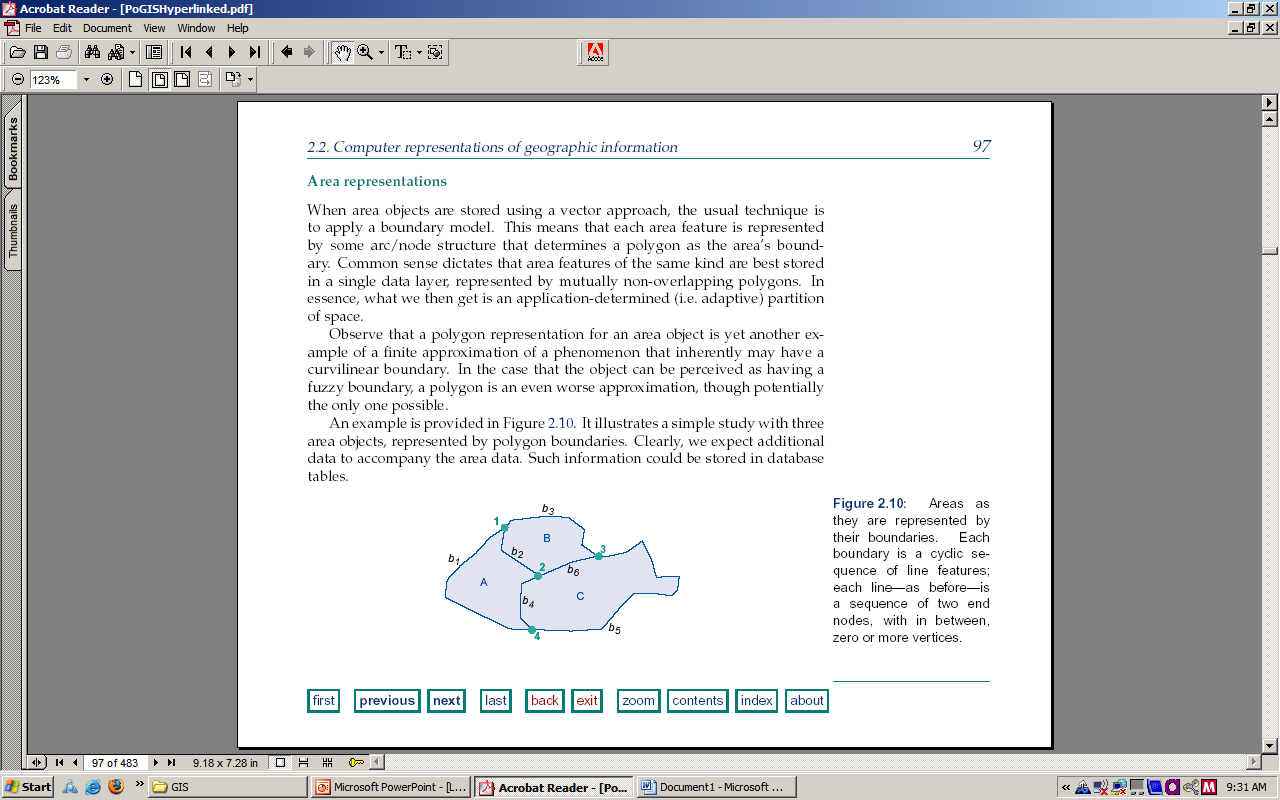 Acrobat Reader - [PoGISHyperlinked.pdf]
File Edit Document View Window Help
Adobe
123%
Bookmarks
Thumbnails
2.2. Computer representations of geographic information 97
Area representations
When area objects are stored using a vector approach, the usual technique is
to apply a boundary model. This means that each area feature is represented
by some arc/node structure that determines a polygon as the area's bound-
ary. Common sense dictates that area features of the same kind are best stored
in a single data layer, represented by mutually non-overlapping polygons. In
essence, what we then get is an application-determined (i.e. adaptive) partition
of space.
Observe that a polygon representation for an area object is yet another ex-
ample of a finite approximation of a phenomenon that inherently may have a
curvilinear boundary. In the case that the object can be perceived as having a
fuzzy boundary, a polygon is an even worse approximation, though potentially
the only one possible.
An example is provided in Figure 2.10. It illustrates a simple study with three
area objects, represented by polygon boundaries. Clearly, we expect additional
data to accompany the area data. Such information could be stored in database
tables.
b3
1
B
b1
b2
3
2
b6
A
C
b4
4
b5
Figure 2.10: Areas as
they are represented by
their boundaries. Each
boundary is a cyclic se-
quence of line features;
each line—as before—is
a sequence of two end
nodes, with in between,
zero or more vertices.
first previous next last back exit zoom contents index about
97 of 483 9.18 x 7.28 in
Start » GIS Microsoft PowerPoint - [L... Acrobat Reader - [Po... Document1 - Microsoft ... « 9:31 AM